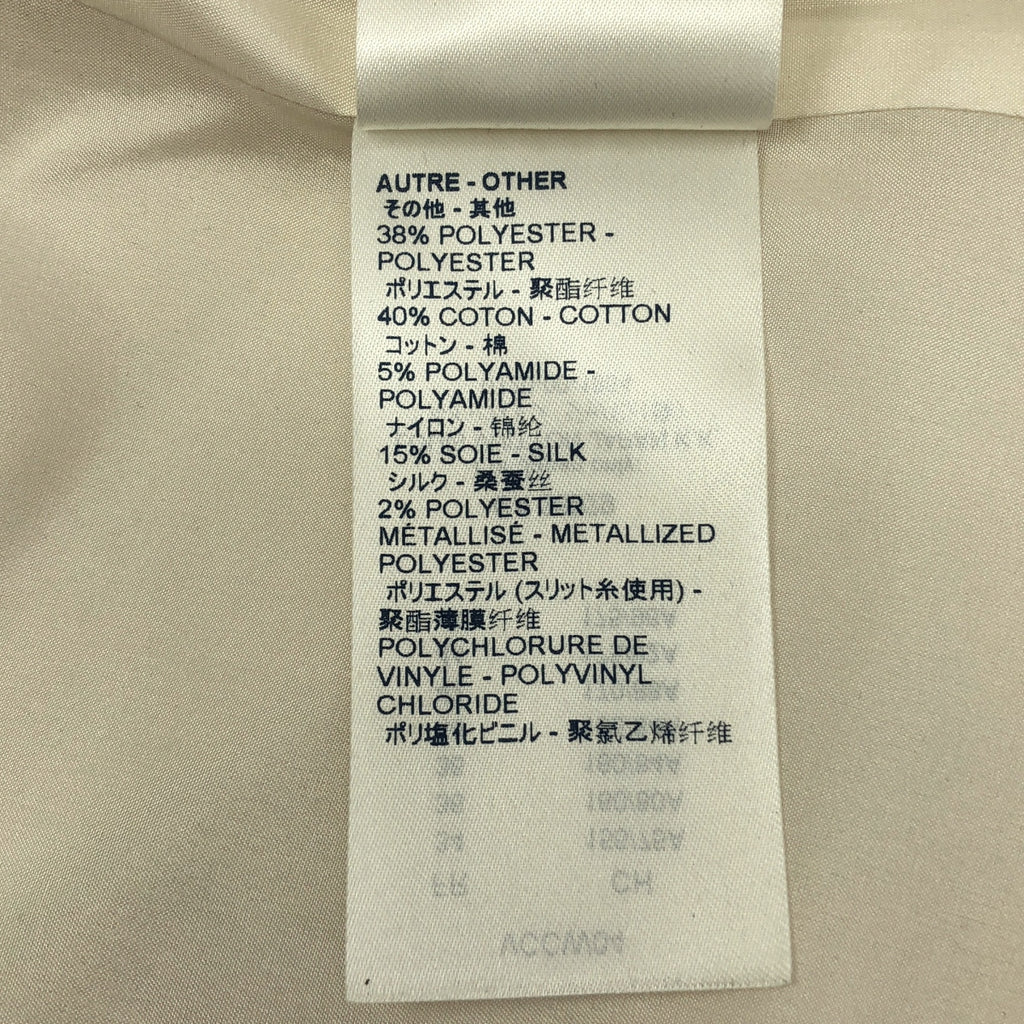 AUTRE - OTHER
その他 - 其他
38% POLYESTER -
POLYESTER
ポリエステル - 聚酯纤维
40% COTON - COTTON
コットン - 棉
5% POLYAMIDE -
POLYAMIDE
ナイロン - 锦纶
15% SOIE - SILK
シルク - 桑蚕丝
2% POLYESTER
MÉTALLISÉ - METALLIZED
POLYESTER
ポリエステル (スリット糸使用) -
聚酯薄膜纤维
POLYCHLORURE DE
VINYLE - POLYVINYL
CHLORIDE
ポリ塩化ビニル - 聚氯乙烯纤维